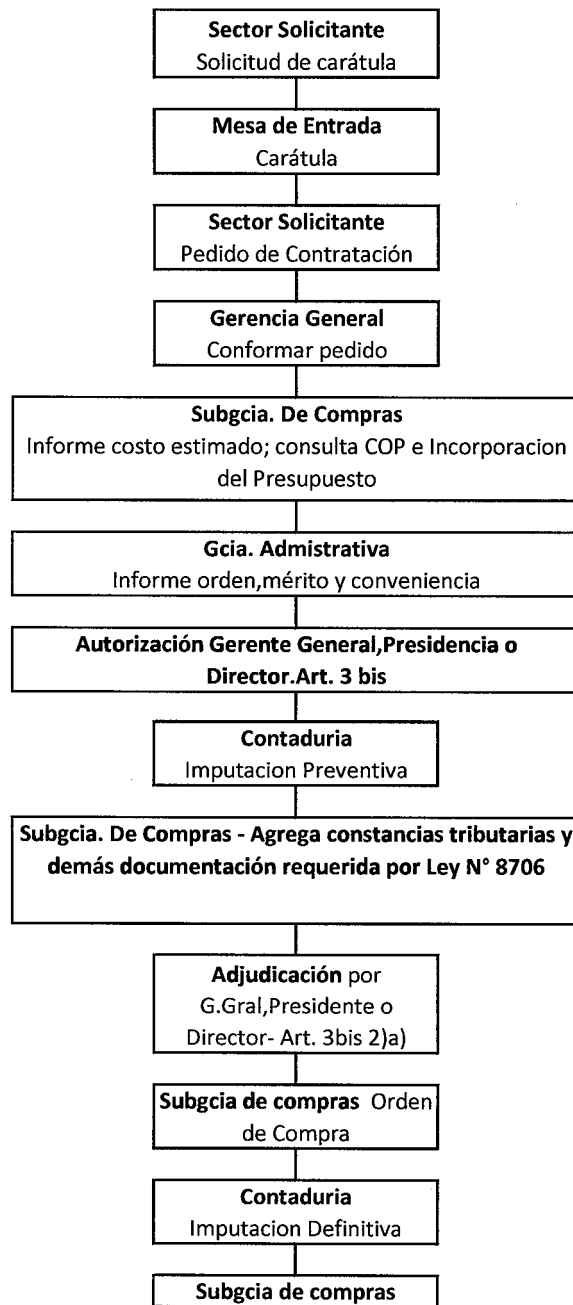 Sector Solicitante
Solicitud de carátula
Mesa de Entrada
Carátula
Sector Solicitante
Pedido de Contratación
Gerencia General
Conformar pedido
Subgcia. De Compras
Informe costo estimado; consulta COP e Incorporacion
del Presupuesto
Gcia. Admistrativa
Informe orden,mérito y conveniencia
Autorización Gerente General,Presidencia o
Director.Art. 3 bis
Contaduria
Imputacion Preventiva
Subgcia. De Compras - Agrega constancias tributarias y
demás documentación requerida por Ley N° 8706
Adjudicación por
G.Gral,Presidente o
Director- Art. 3bis 2)a)
Subgcia de compras Orden
de Compra
Contaduria
Imputacion Definitiva
Subgcia de compras